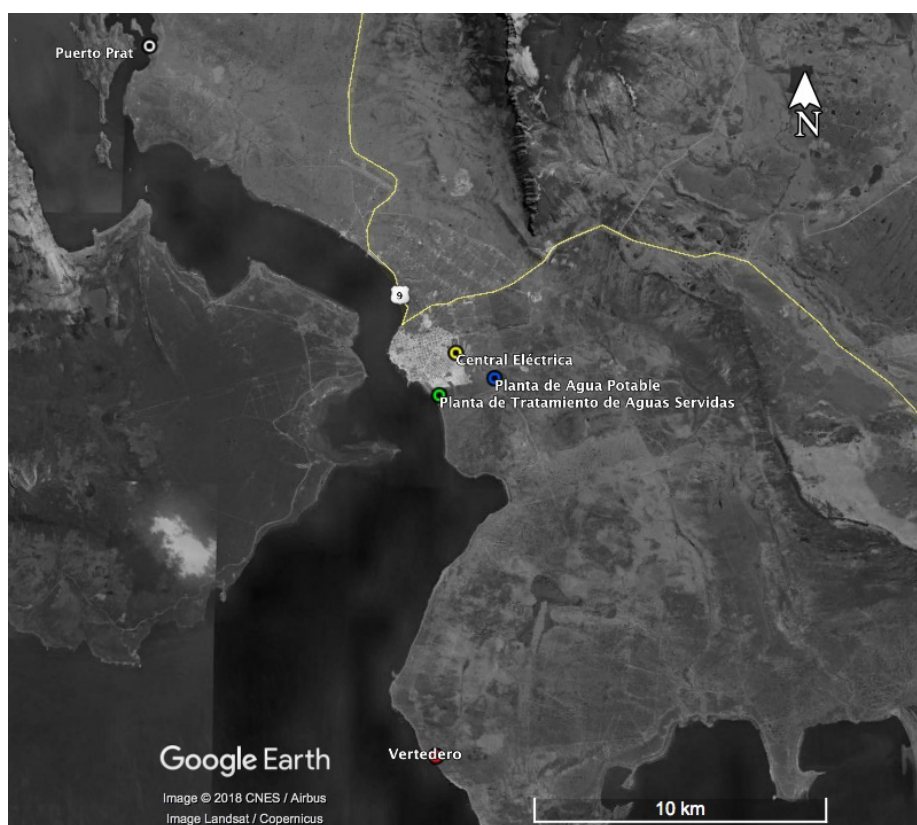 Puerto Prat
N
9
Central Eléctrica
Planta de Agua Potable
Planta de Tratamiento de Aguas Servidas
Vertedero
Google Earth
Image © 2018 CNES / Airbus
Image Landsat / Copernicus
10 km